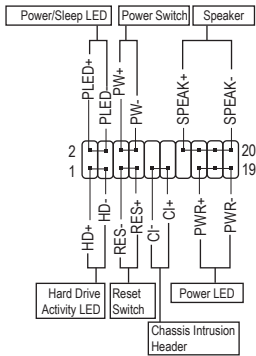 Power/Sleep LED
Power Switch
Speaker
PLED+
PLED-
PW+
PW-
SPEAK+
SPEAK-
2
20
1
19
HD+
HD-
RES-
RES+
CI-
CI+
PWR+
PWR-
Hard Drive
Activity LED
Reset
Switch
Power LED
Chassis Intrusion
Header